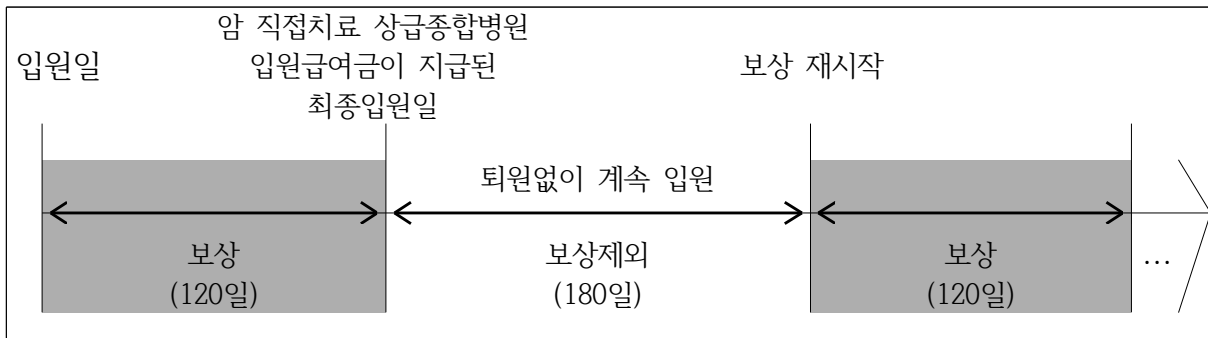 입원일
암 직접치료 상급종합병원
입원급여금이 지급된
최종입원일
보상 재시작
퇴원없이 계속 입원
보상
(120일)
보상제외
(180일)
보상
(120일)
…